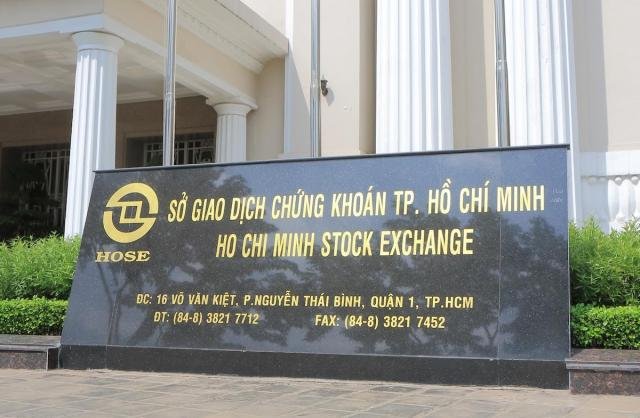 SỞ GIAO DỊCH CHỨNG KHOÁN TP. HỒ CHÍ MINH
HO CHI MINH STOCK EXCHANGE
HOSE
ĐC: 16 VÕ VĂN KIỆT, P.NGUYỄN THÁI BÌNH, QUẬN 1, TP.HCM
ĐT: (84-8) 3821 7712 FAX: (84-8) 3821 7452